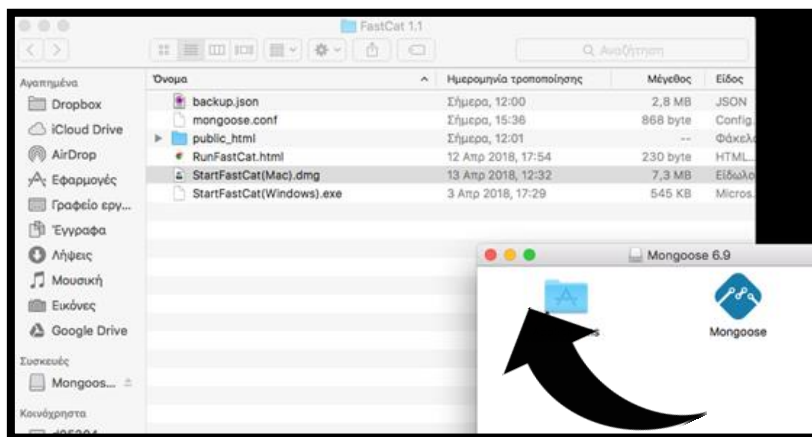 FastCat 1.1
Αναζήτηση
Αγαπημένα
Dropbox
iCloud Drive
AirDrop
Εφαρμογές
Γραφείο εργ...
Έγγραφα
Λήψεις
Μουσική
Εικόνες
Google Drive
Συσκευές
Mongoos...
Κοινόχρηστα
Όνομα Ημερομηνία τροποποίησης Μέγεθος Είδος
backup.json Σήμερα, 12:00 2,8 MB JSON
mongoose.conf Σήμερα, 15:36 868 byte Config.
public_html Σήμερα, 12:01 -- Φάκελο
RunFastCat.html 12 Απρ 2018, 17:54 230 byte HTML...
StartFastCat(Mac).dmg 13 Απρ 2018, 12:32 7,3 MB Είδωλο
StartFastCat(Windows).exe 3 Απρ 2018, 17:29 545 KB Micros.
Mongoose 6.9
Mongoose